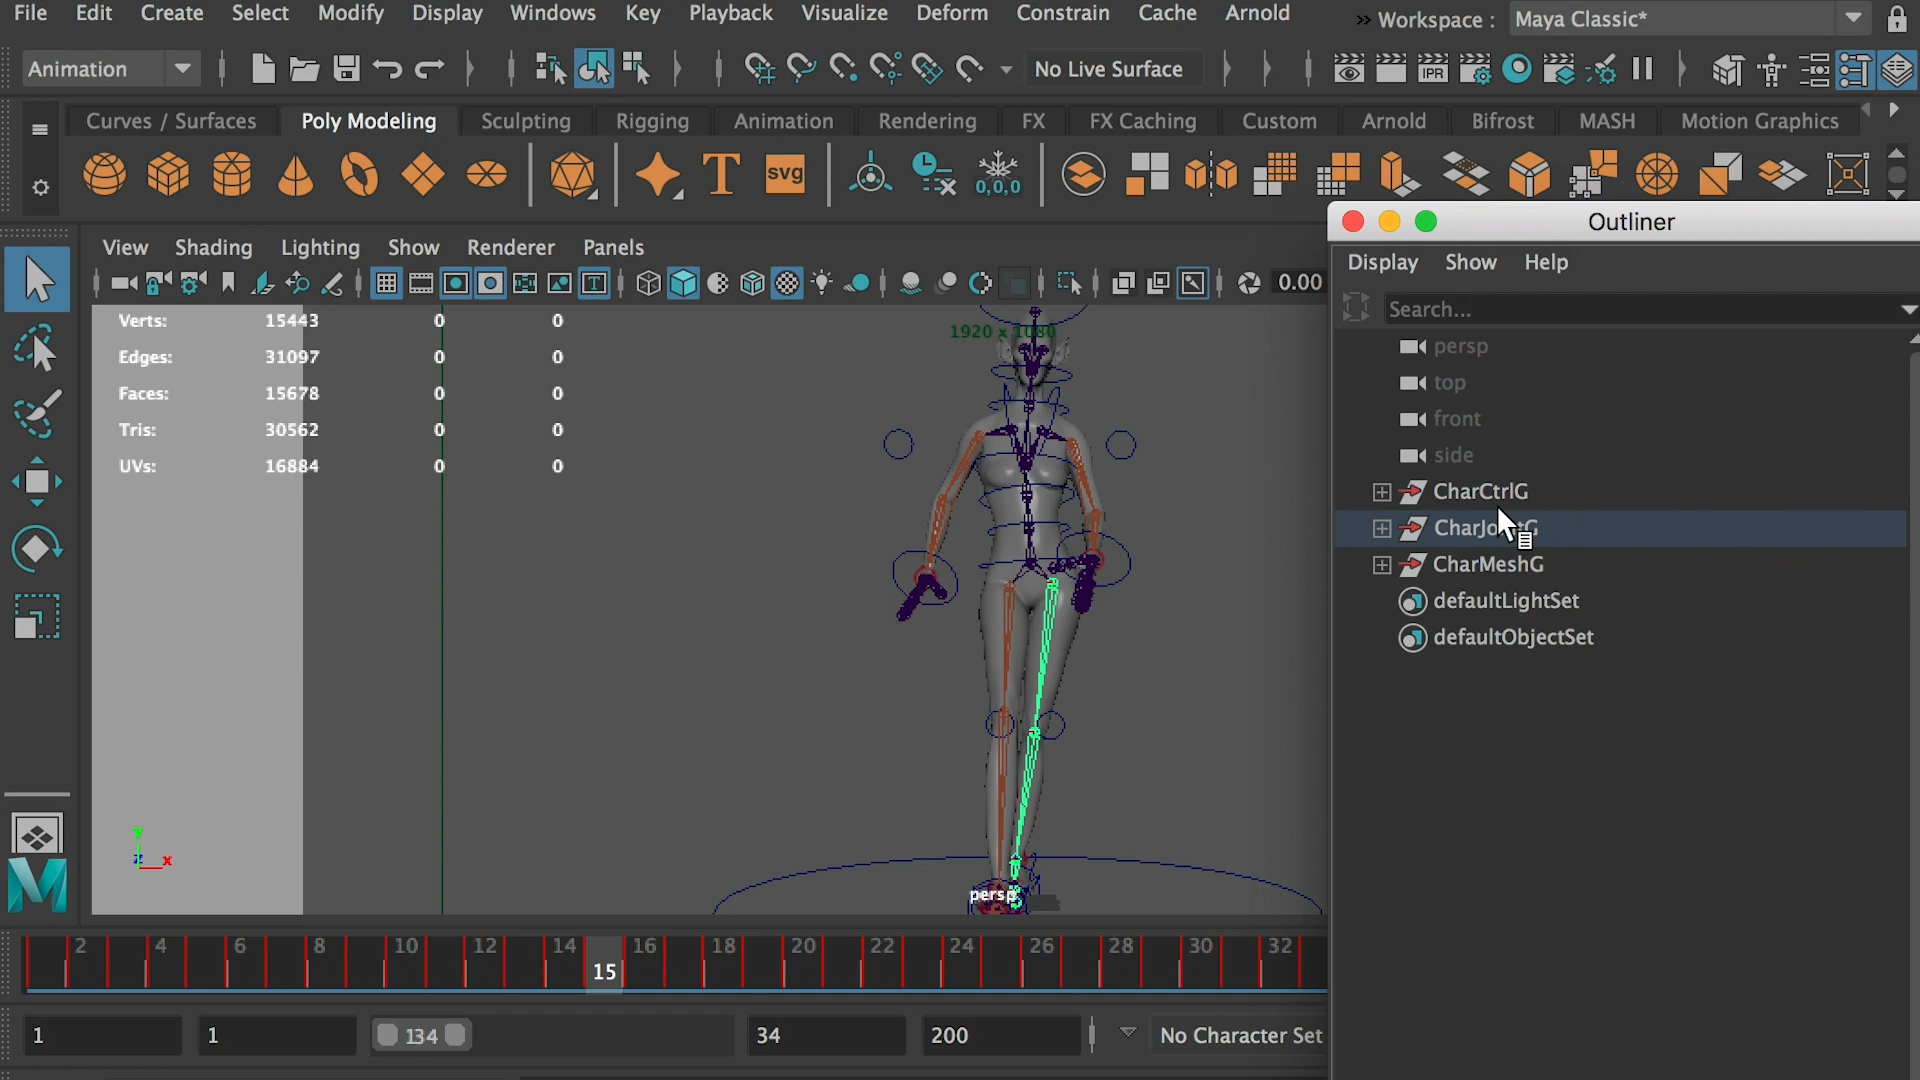 File Edit Create Select Modify Display Windows Key Playback Visualize Deform Constrain Cache Arnold
Workspace : Maya Classic*
Animation
No Live Surface
IPR
Curves / Surfaces Poly Modeling Sculpting Rigging Animation Rendering FX FX Caching Custom Arnold Bifrost MASH Motion Graphics
T svg 0,0,0
Outliner
View Shading Lighting Show Renderer Panels
Display Show Help
T 0.00
Search...
Verts: 15443 0 0
Edges: 31097 0 0
Faces: 15678 0 0
Tris: 30562 0 0
UVs: 16884 0 0
1920 x 1080
persp
top
front
side
CharCtrlG
CharMeshG
defaultLightSet
defaultObjectSet
y
z x
persp
2 4 6 8 10 12 14 16 18 20 22 24 26 28 30 32
15
1 1 134 34 200 No Character Set